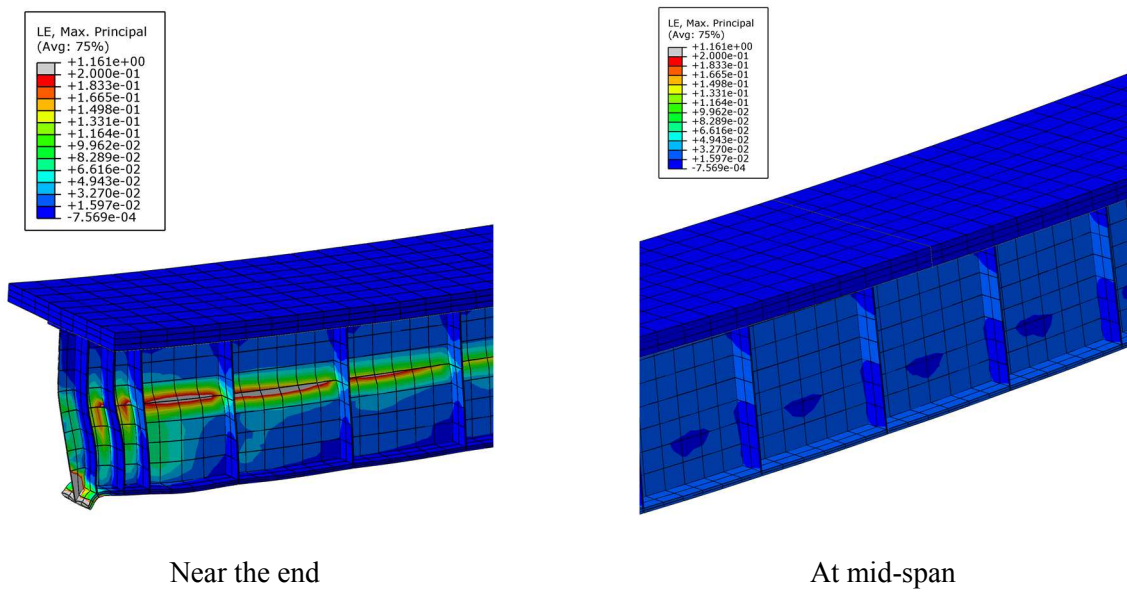 LE, Max. Principal
(Avg: 75%)
+1.161e+00
+2.000e-01
+1.833e-01
+1.665e-01
+1.498e-01
+1.331e-01
+1.164e-01
+9.962e-02
+8.289e-02
+6.616e-02
+4.943e-02
+3.270e-02
+1.597e-02
-7.569e-04
LE, Max. Principal
(Avg: 75%)
+1.161e+00
+2.000e-01
+1.833e-01
+1.665e-01
+1.498e-01
+1.331e-01
+1.164e-01
+9.962e-02
+8.289e-02
+6.616e-02
+4.943e-02
+3.270e-02
+1.597e-02
-7.569e-04
Near the end
At mid-span